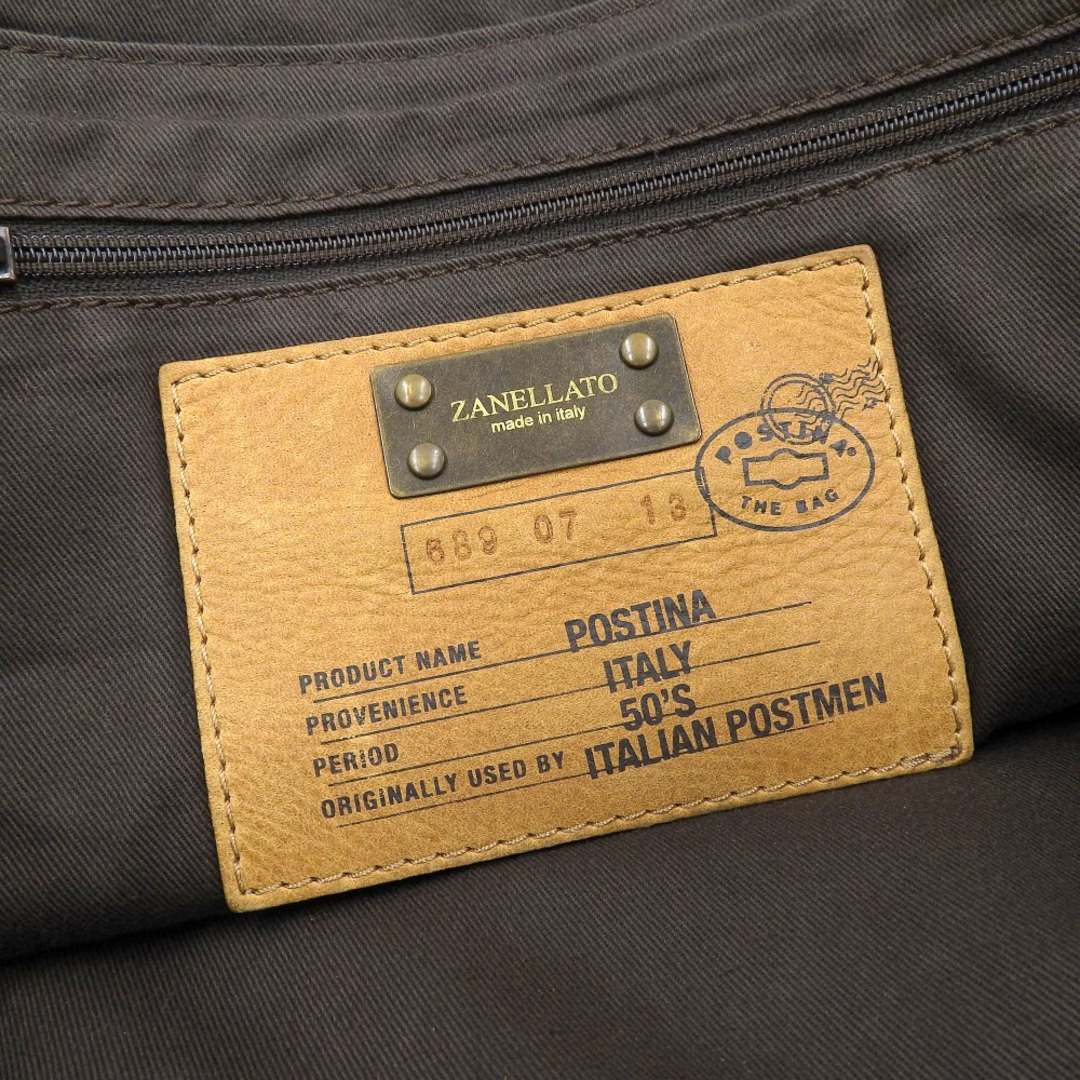 ZANELLATO
made in italy
POSTINA®
THE BAG
689 07 13
PRODUCT NAME POSTINA
PROVENIENCE ITALY
PERIOD 50'S
ORIGINALLY USED BY ITALIAN POSTMEN